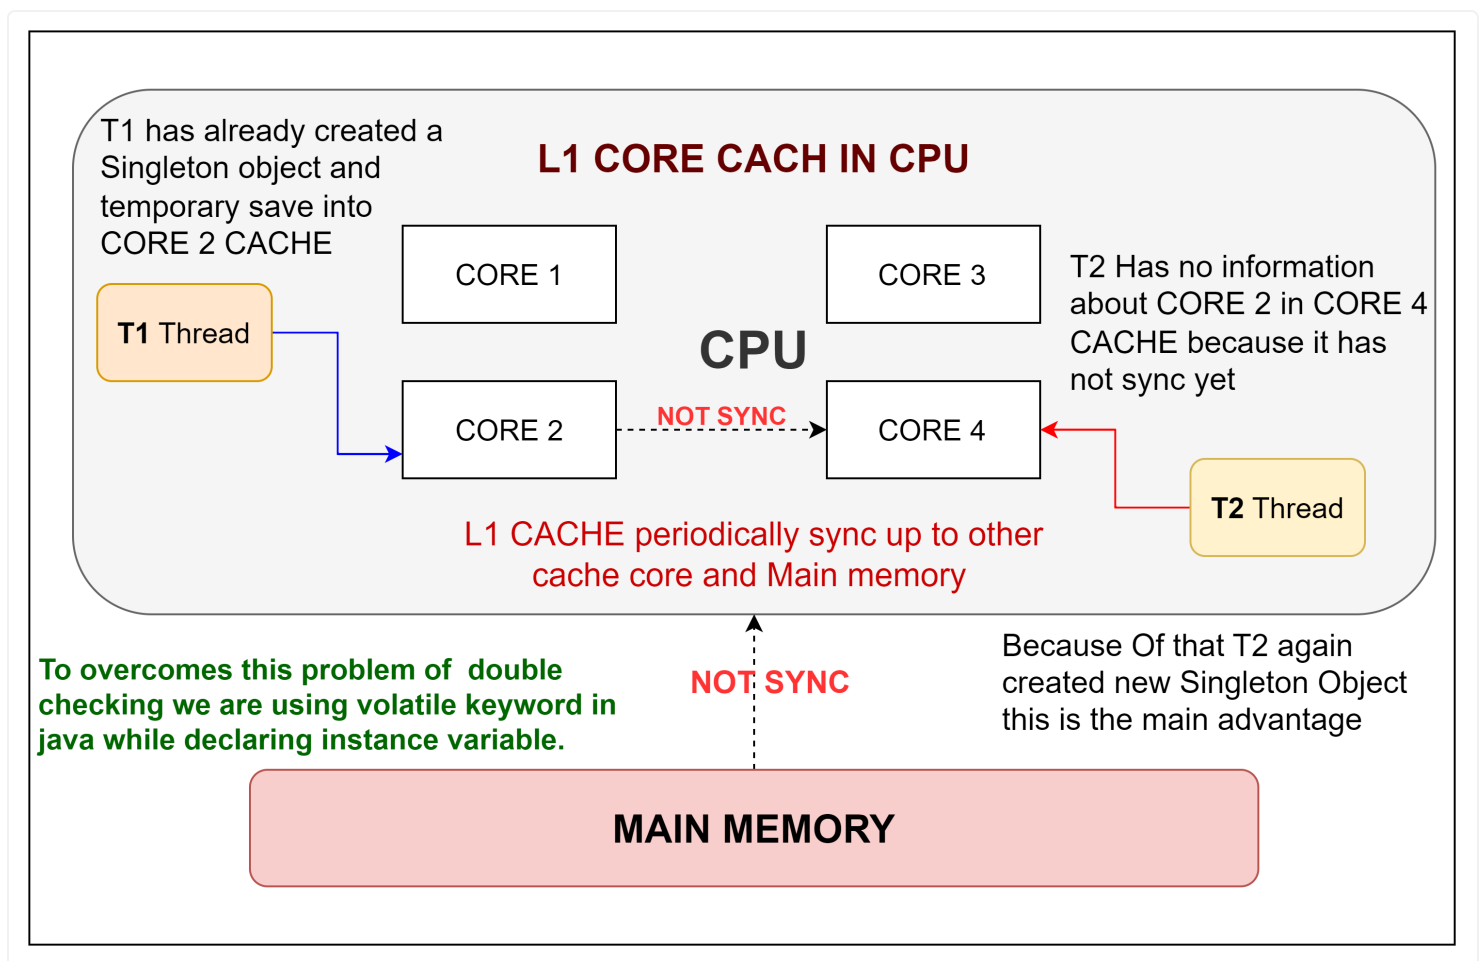 T1 has already created a
Singleton object and
temporary save into
CORE 2 CACHE
L1 CORE CACH IN CPU
CORE 1
CORE 3
T2 Has no information
about CORE 2 in CORE 4
CACHE because it has
not sync yet
T1 Thread
CPU
CORE 2
NOT SYNC
CORE 4
T2 Thread
L1 CACHE periodically sync up to other
cache core and Main memory
To overcomes this problem of  double
checking we are using volatile keyword in
java while declaring instance variable.
NOT SYNC
Because Of that T2 again
created new Singleton Object
this is the main advantage
MAIN MEMORY